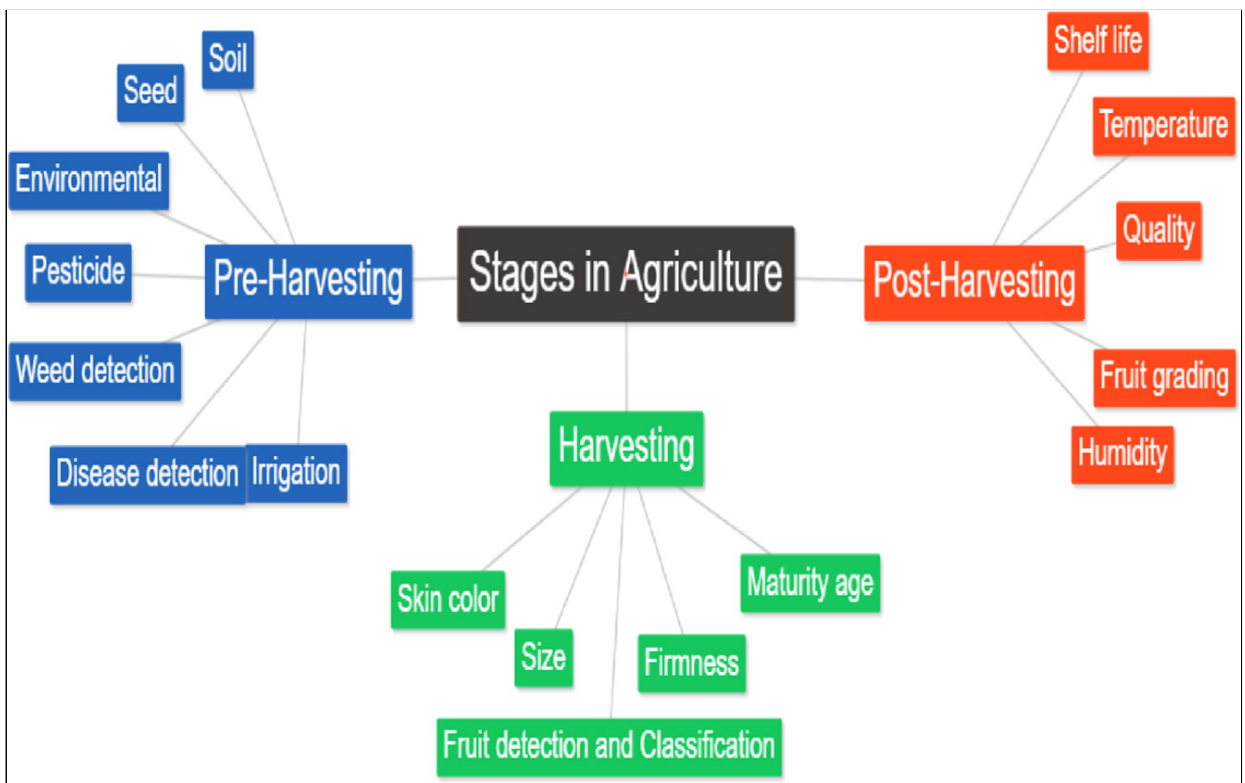 Stages in Agriculture
Pre-Harvesting
Soil
Seed
Environmental
Pesticide
Weed detection
Disease detection
Irrigation
Harvesting
Skin color
Size
Fruit detection and Classification
Firmness
Maturity age
Post-Harvesting
Shelf life
Temperature
Quality
Fruit grading
Humidity